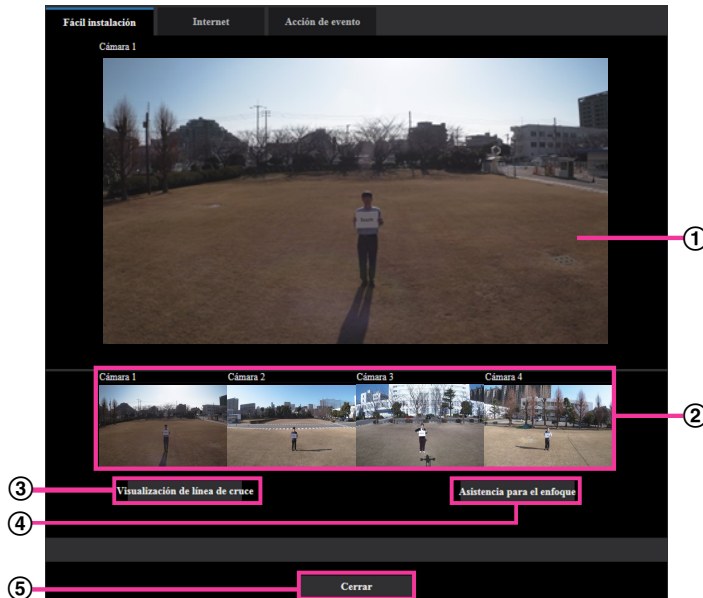 Fácil instalación Internet Acción de evento
Cámara 1
①
Cámara 1 Cámara 2 Cámara 3 Cámara 4
②
③ Visualización de línea de cruce Asistencia para el enfoque
④
⑤ Cerrar